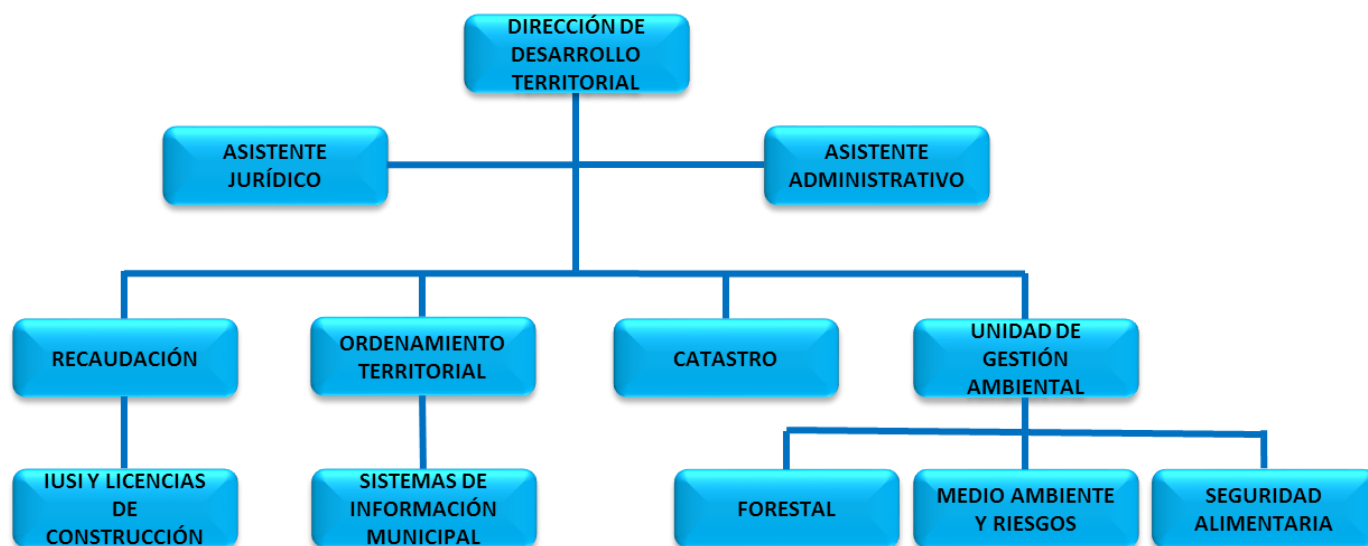 DIRECCIÓN DE
DESARROLLO
TERRITORIAL
ASISTENTE
JURÍDICO
ASISTENTE
ADMINISTRATIVO
RECAUDACIÓN
ORDENAMIENTO
TERRITORIAL
CATASTRO
UNIDAD DE
GESTIÓN
AMBIENTAL
IUSI Y LICENCIAS
DE
CONSTRUCCIÓN
SISTEMAS DE
INFORMACIÓN
MUNICIPAL
FORESTAL
MEDIO AMBIENTE
Y RIESGOS
SEGURIDAD
ALIMENTARIA